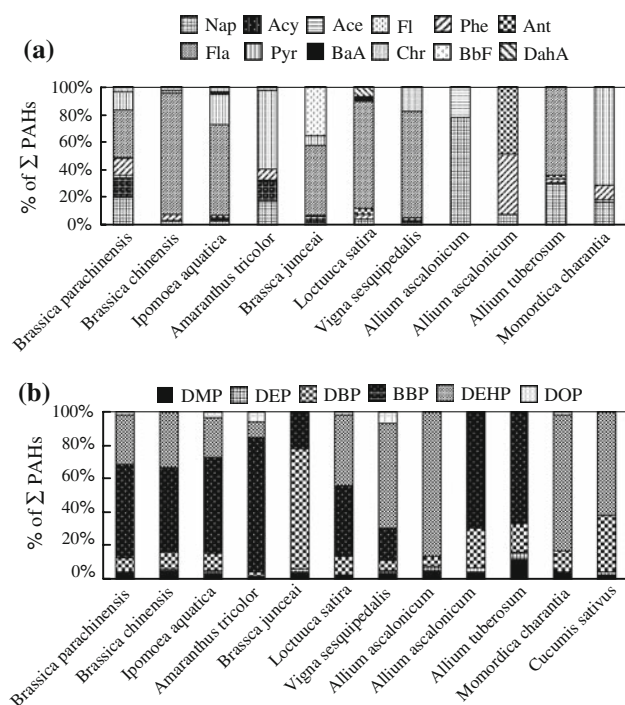 (a)
Nap Acy Ace Fl Phe Ant
Fla Pyr BaA Chr BbF DahA
% of Σ PAHs
100%
80%
60%
40%
20%
0%
Brassica parachinensis
Brassica chinensis
Ipomoea aquatica
Amaranthus tricolor
Brassca junceai
Loctuuca satira
Vigna sesquipedalis
Allium ascalonicum
Allium ascalonicum
Allium tuberosum
Momordica charantia
(b)
DMP DEP DBP BBP DEHP DOP
% of Σ PAHs
100%
80%
60%
40%
20%
0%
Brassica parachinensis
Brassica chinensis
Ipomoea aquatica
Amaranthus tricolor
Brassca junceai
Loctuuca satira
Vigna sesquipedalis
Allium ascalonicum
Allium ascalonicum
Allium tuberosum
Momordica charantia
Cucumis sativus